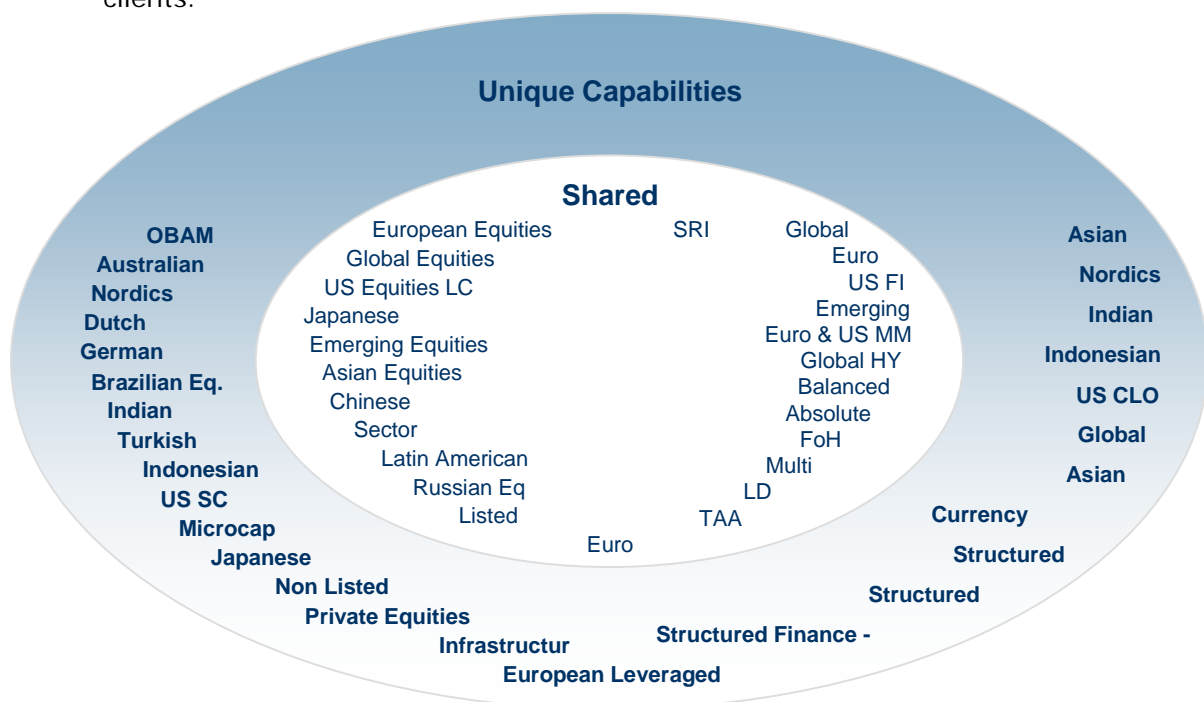 clients.
Unique Capabilities
Shared
OBAM
Australian
Nordics
Dutch
German
Brazilian Eq.
Indian
Turkish
Indonesian
US SC
Microcap
Japanese
Non Listed
Private Equities
Infrastructur
European Leveraged
European Equities
Global Equities
US Equities LC
Japanese
Emerging Equities
Asian Equities
Chinese
Sector
Latin American
Russian Eq
Listed
Euro
SRI
Global
Euro
US FI
Emerging
Euro & US MM
Global HY
Balanced
Absolute
FoH
Multi
LD
TAA
Asian
Nordics
Indian
Indonesian
US CLO
Global
Asian
Currency
Structured
Structured
Structured Finance -